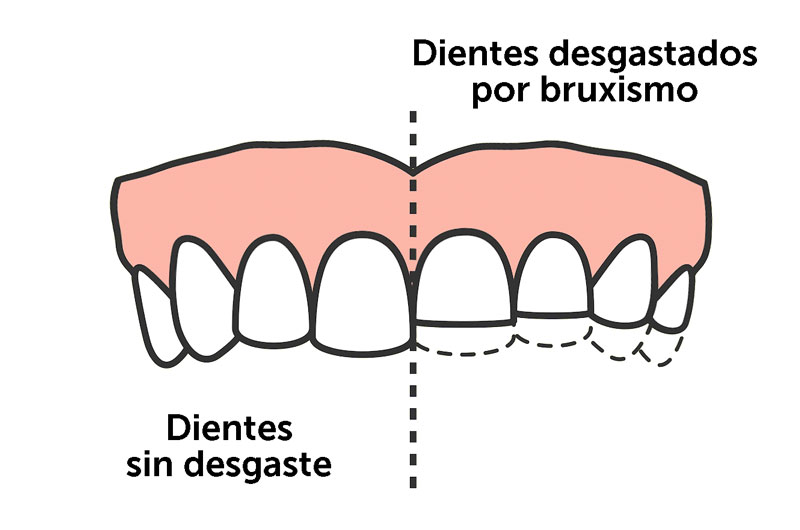 Dientes desgastados
por bruxismo
Dientes
sin desgaste